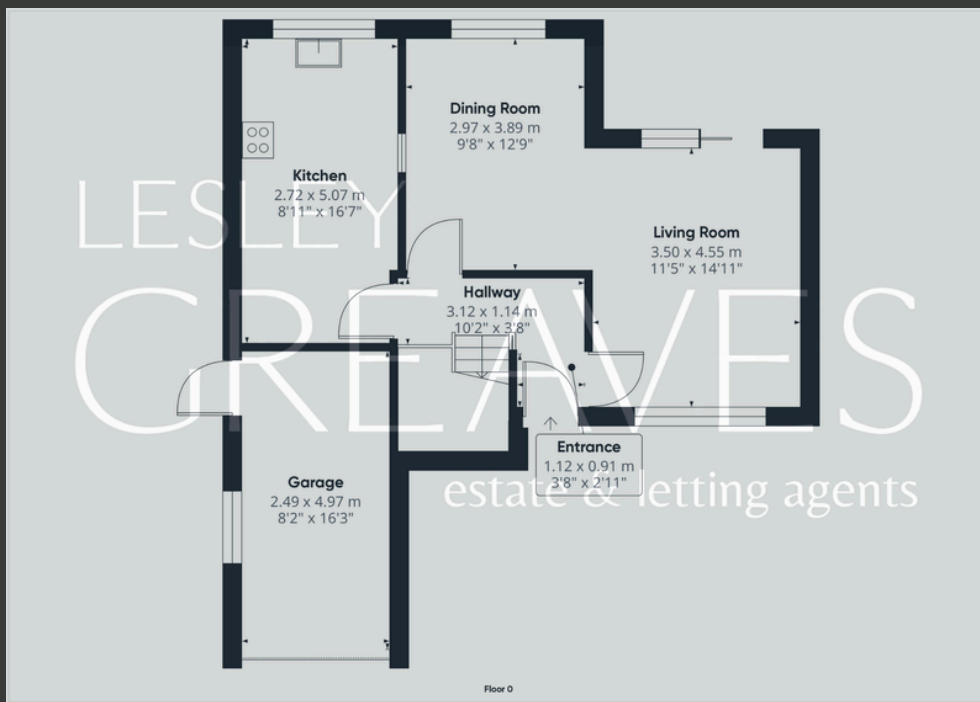 Dining Room
2.97 x 3.89 m
9'8" x 12'9"
Kitchen
2.72 x 5.07 m
8'11" x 16'7"
LESLEY
Living Room
3.50 x 4.55 m
11'5" x 14'11"
Hallway
3.12 x 1.14 m
10'2" x 3'8"
GREAVES
Entrance
1.12 x 0.91 m
3'8" x 2'11"
Garage
2.49 x 4.97 m
8'2" x 16'3"
estate & letting agents
Floor 0